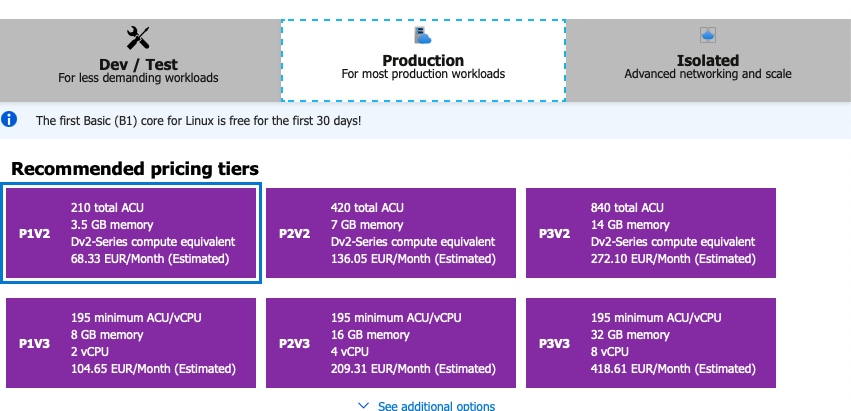 Dev / Test
For less demanding workloads
Production
For most production workloads
Isolated
Advanced networking and scale
The first Basic (B1) core for Linux is free for the first 30 days!
Recommended pricing tiers
P1V2
210 total ACU
3.5 GB memory
Dv2-Series compute equivalent
68.33 EUR/Month (Estimated)
P2V2
420 total ACU
7 GB memory
Dv2-Series compute equivalent
136.05 EUR/Month (Estimated)
P3V2
840 total ACU
14 GB memory
Dv2-Series compute equivalent
272.10 EUR/Month (Estimated)
P1V3
195 minimum ACU/vCPU
8 GB memory
2 vCPU
104.65 EUR/Month (Estimated)
P2V3
195 minimum ACU/vCPU
16 GB memory
4 vCPU
209.31 EUR/Month (Estimated)
P3V3
195 minimum ACU/vCPU
32 GB memory
8 vCPU
418.61 EUR/Month (Estimated)
See additional options